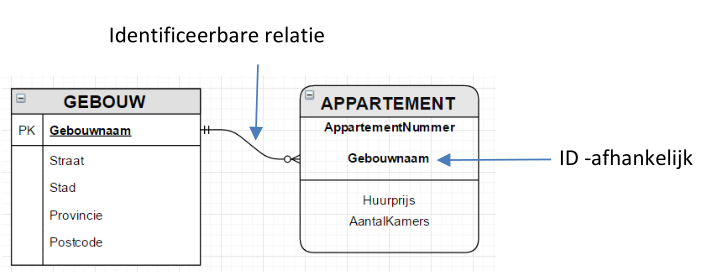 Identificeerbare relatie
GEBOUW
PK Gebouwnaam
Straat
Stad
Provincie
Postcode
APPARTEMENT
AppartementNummer
Gebouwnaam
Huurprijs
AantalKamers
ID -afhankelijk